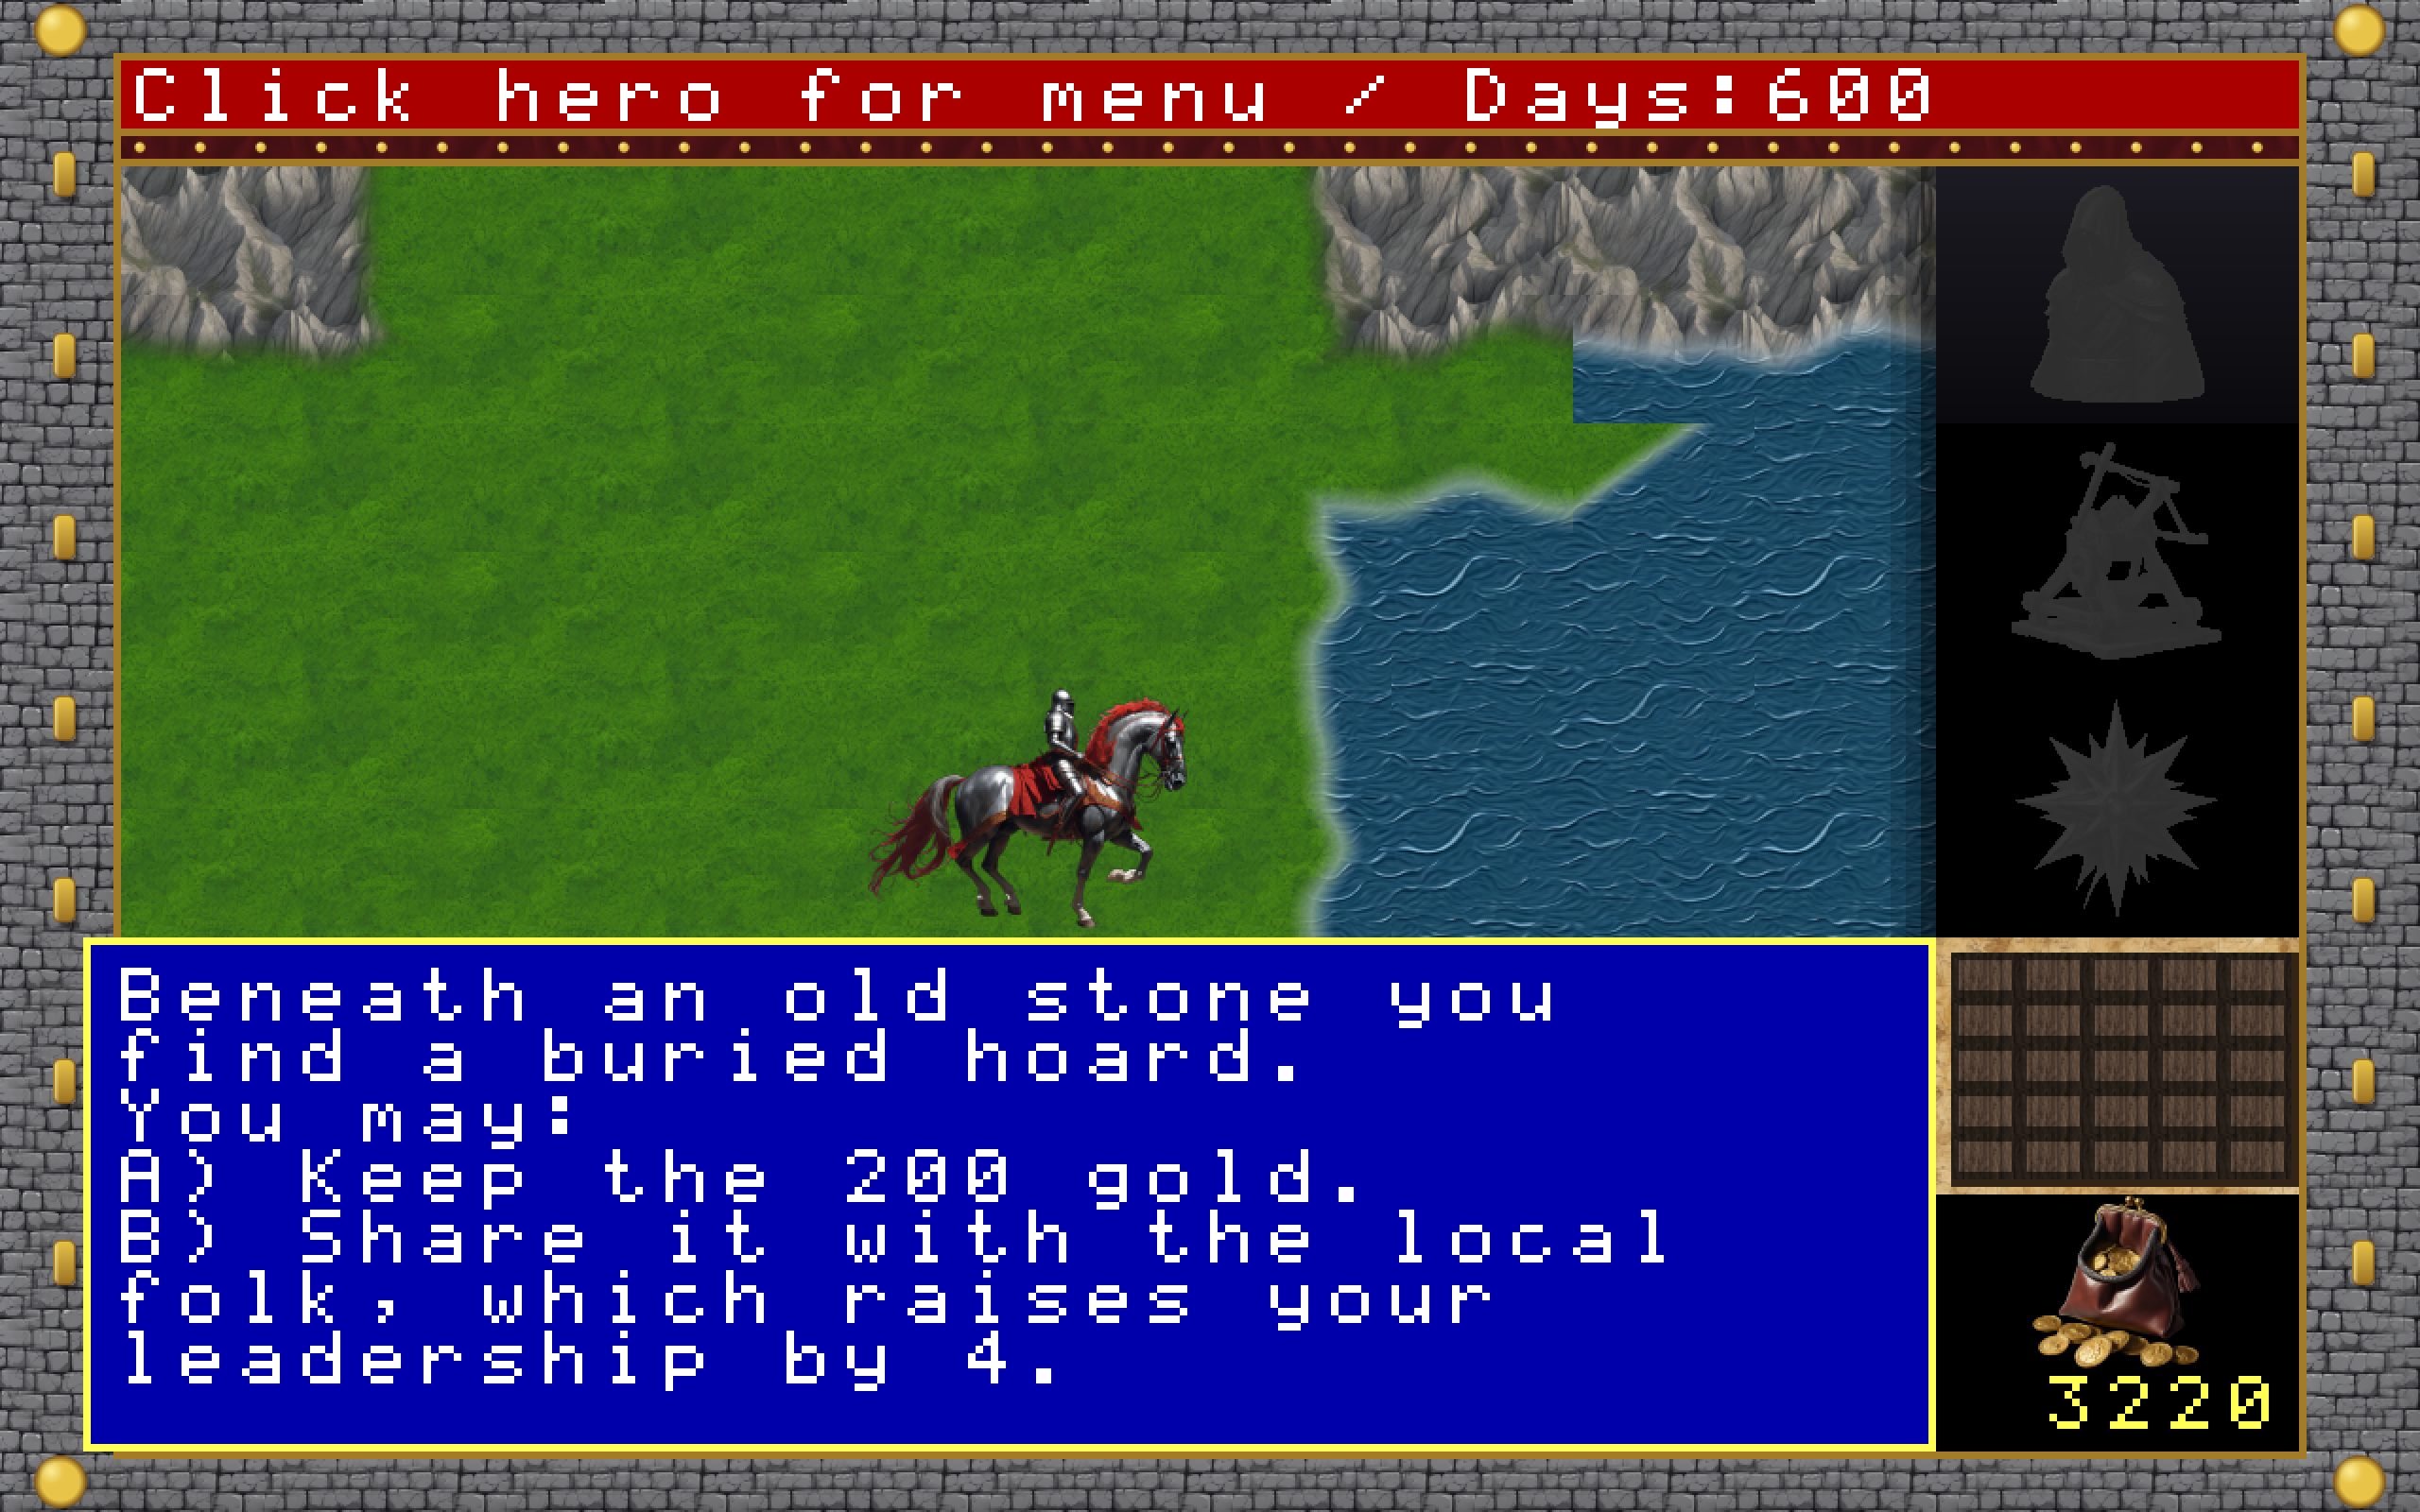 Click hero for menu / Days:600
Beneath an old stone you
find a buried hoard.
You may:
A) Keep the 200 gold.
B) Share it with the local
folk, which raises your
leadership by 4.
3220